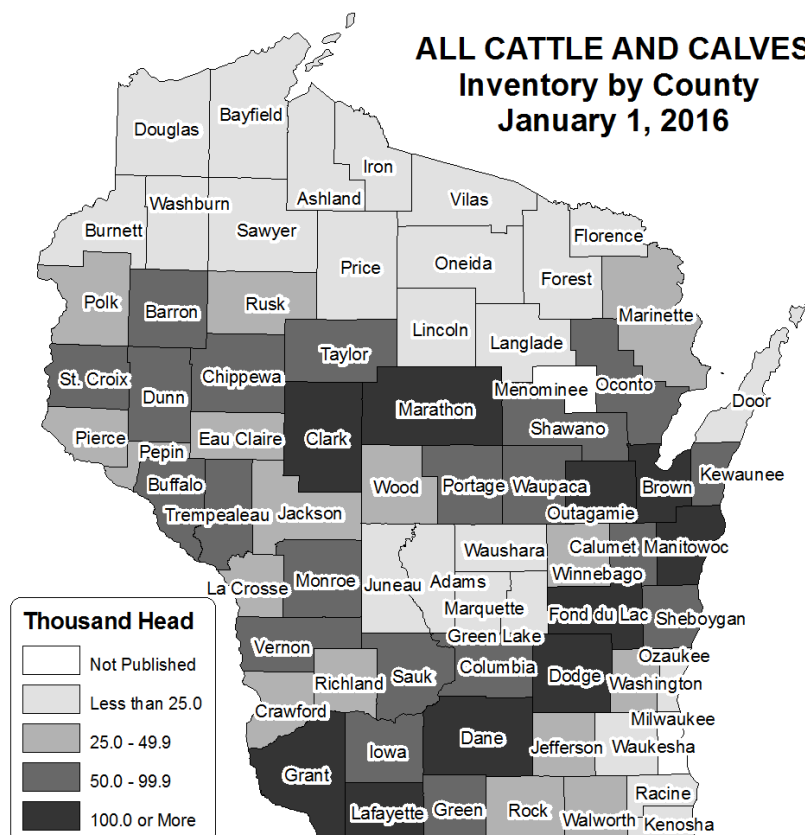 ALL CATTLE AND CALVES
Inventory by County
January 1, 2016
Douglas
Bayfield
Iron
Ashland
Vilas
Washburn
Burnett
Sawyer
Florence
Price
Oneida
Forest
Polk
Barron
Rusk
Marinette
Lincoln
Langlade
Taylor
St. Croix
Chippewa
Dunn
Menominee
Oconto
Marathon
Door
Shawano
Pierce
Eau Claire
Clark
Pepin
Buffalo
Wood
Portage
Waupaca
Brown
Kewaunee
Trempealeau
Jackson
Outagamie
Waushara
Calumet
Manitowoc
La Crosse
Monroe
Juneau
Adams
Winnebago
Marquette
Fond du Lac
Sheboygan
Green Lake
Vernon
Sauk
Columbia
Dodge
Ozaukee
Richland
Washington
Crawford
Milwaukee
Iowa
Dane
Jefferson
Waukesha
Grant
Racine
Lafayette
Green
Rock
Walworth
Kenosha
Thousand Head
Not Published
Less than 25.0
25.0 - 49.9
50.0 - 99.9
100.0 or More